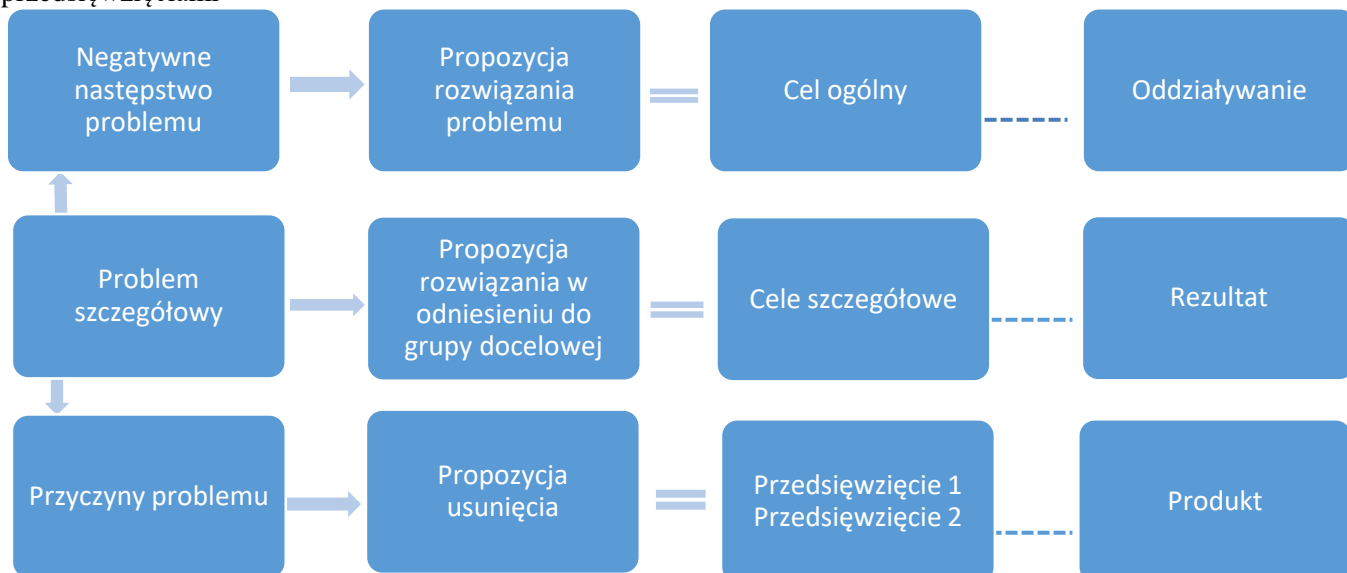 przedsięwzięciami
Negatywne
następstwo
problemu
Propozycja
rozwiązania
problemu
Cel ogólny
Oddziaływanie
Problem
szczegółowy
Propozycja
rozwiązania w
odniesieniu do
grupy docelowej
Cele szczegółowe
Rezultat
Przyczyny problemu
Propozycja
usunięcia
Przedsięwzięcie 1
Przedsięwzięcie 2
Produkt